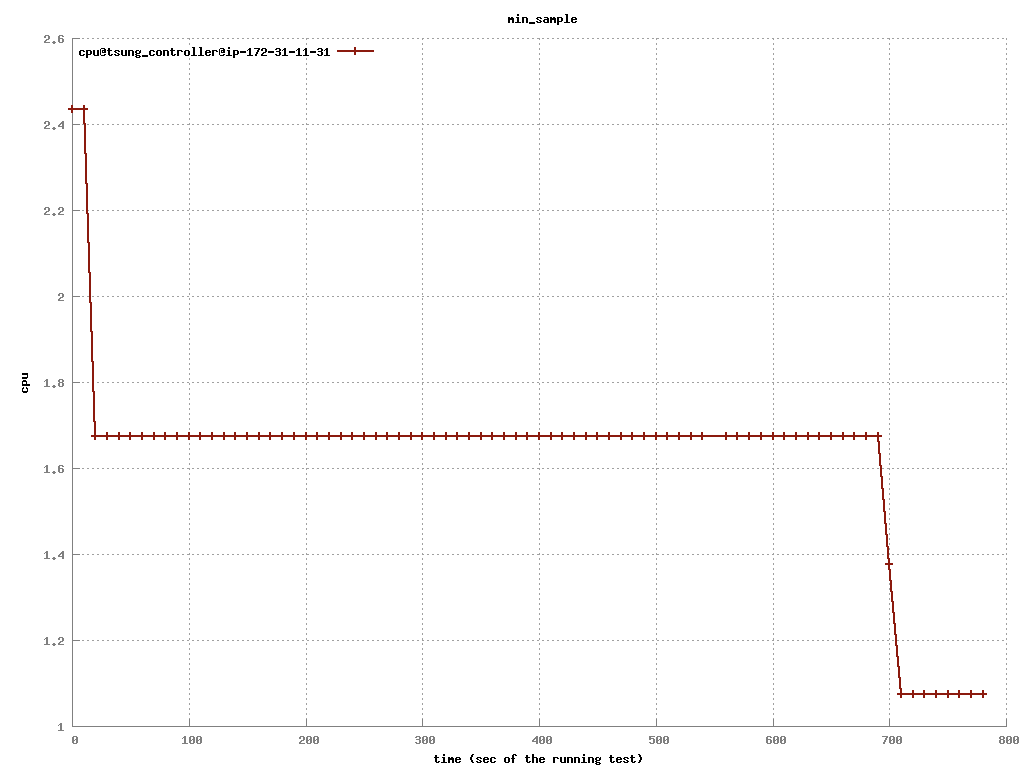 min_sample
2.6
cpu@tsung_controller@ip-172-31-11-31
2.4
2.2
2
1.8
cpu
1.6
1.4
1.2
1
0 100 200 300 400 500 600 700 800
time (sec of the running test)